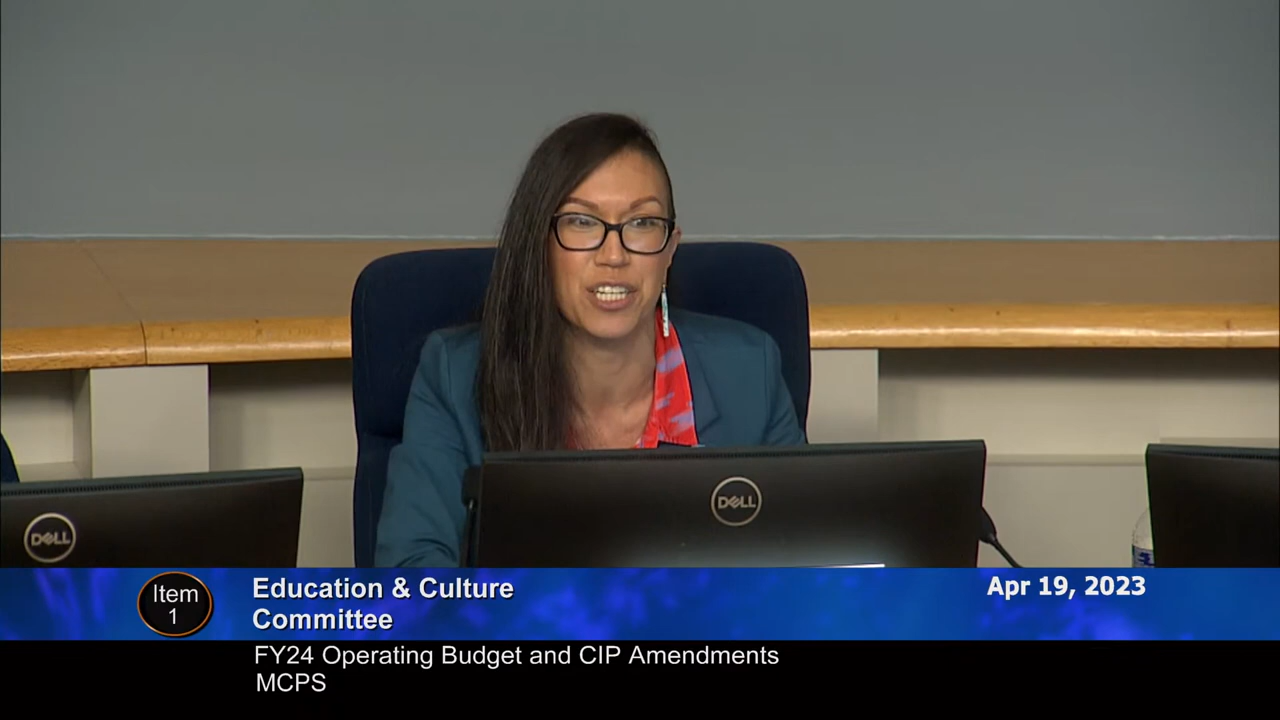 DELL
DELL
Item
1
Education & Culture
Committee
Apr 19, 2023
FY24 Operating Budget and CIP Amendments
MCPS